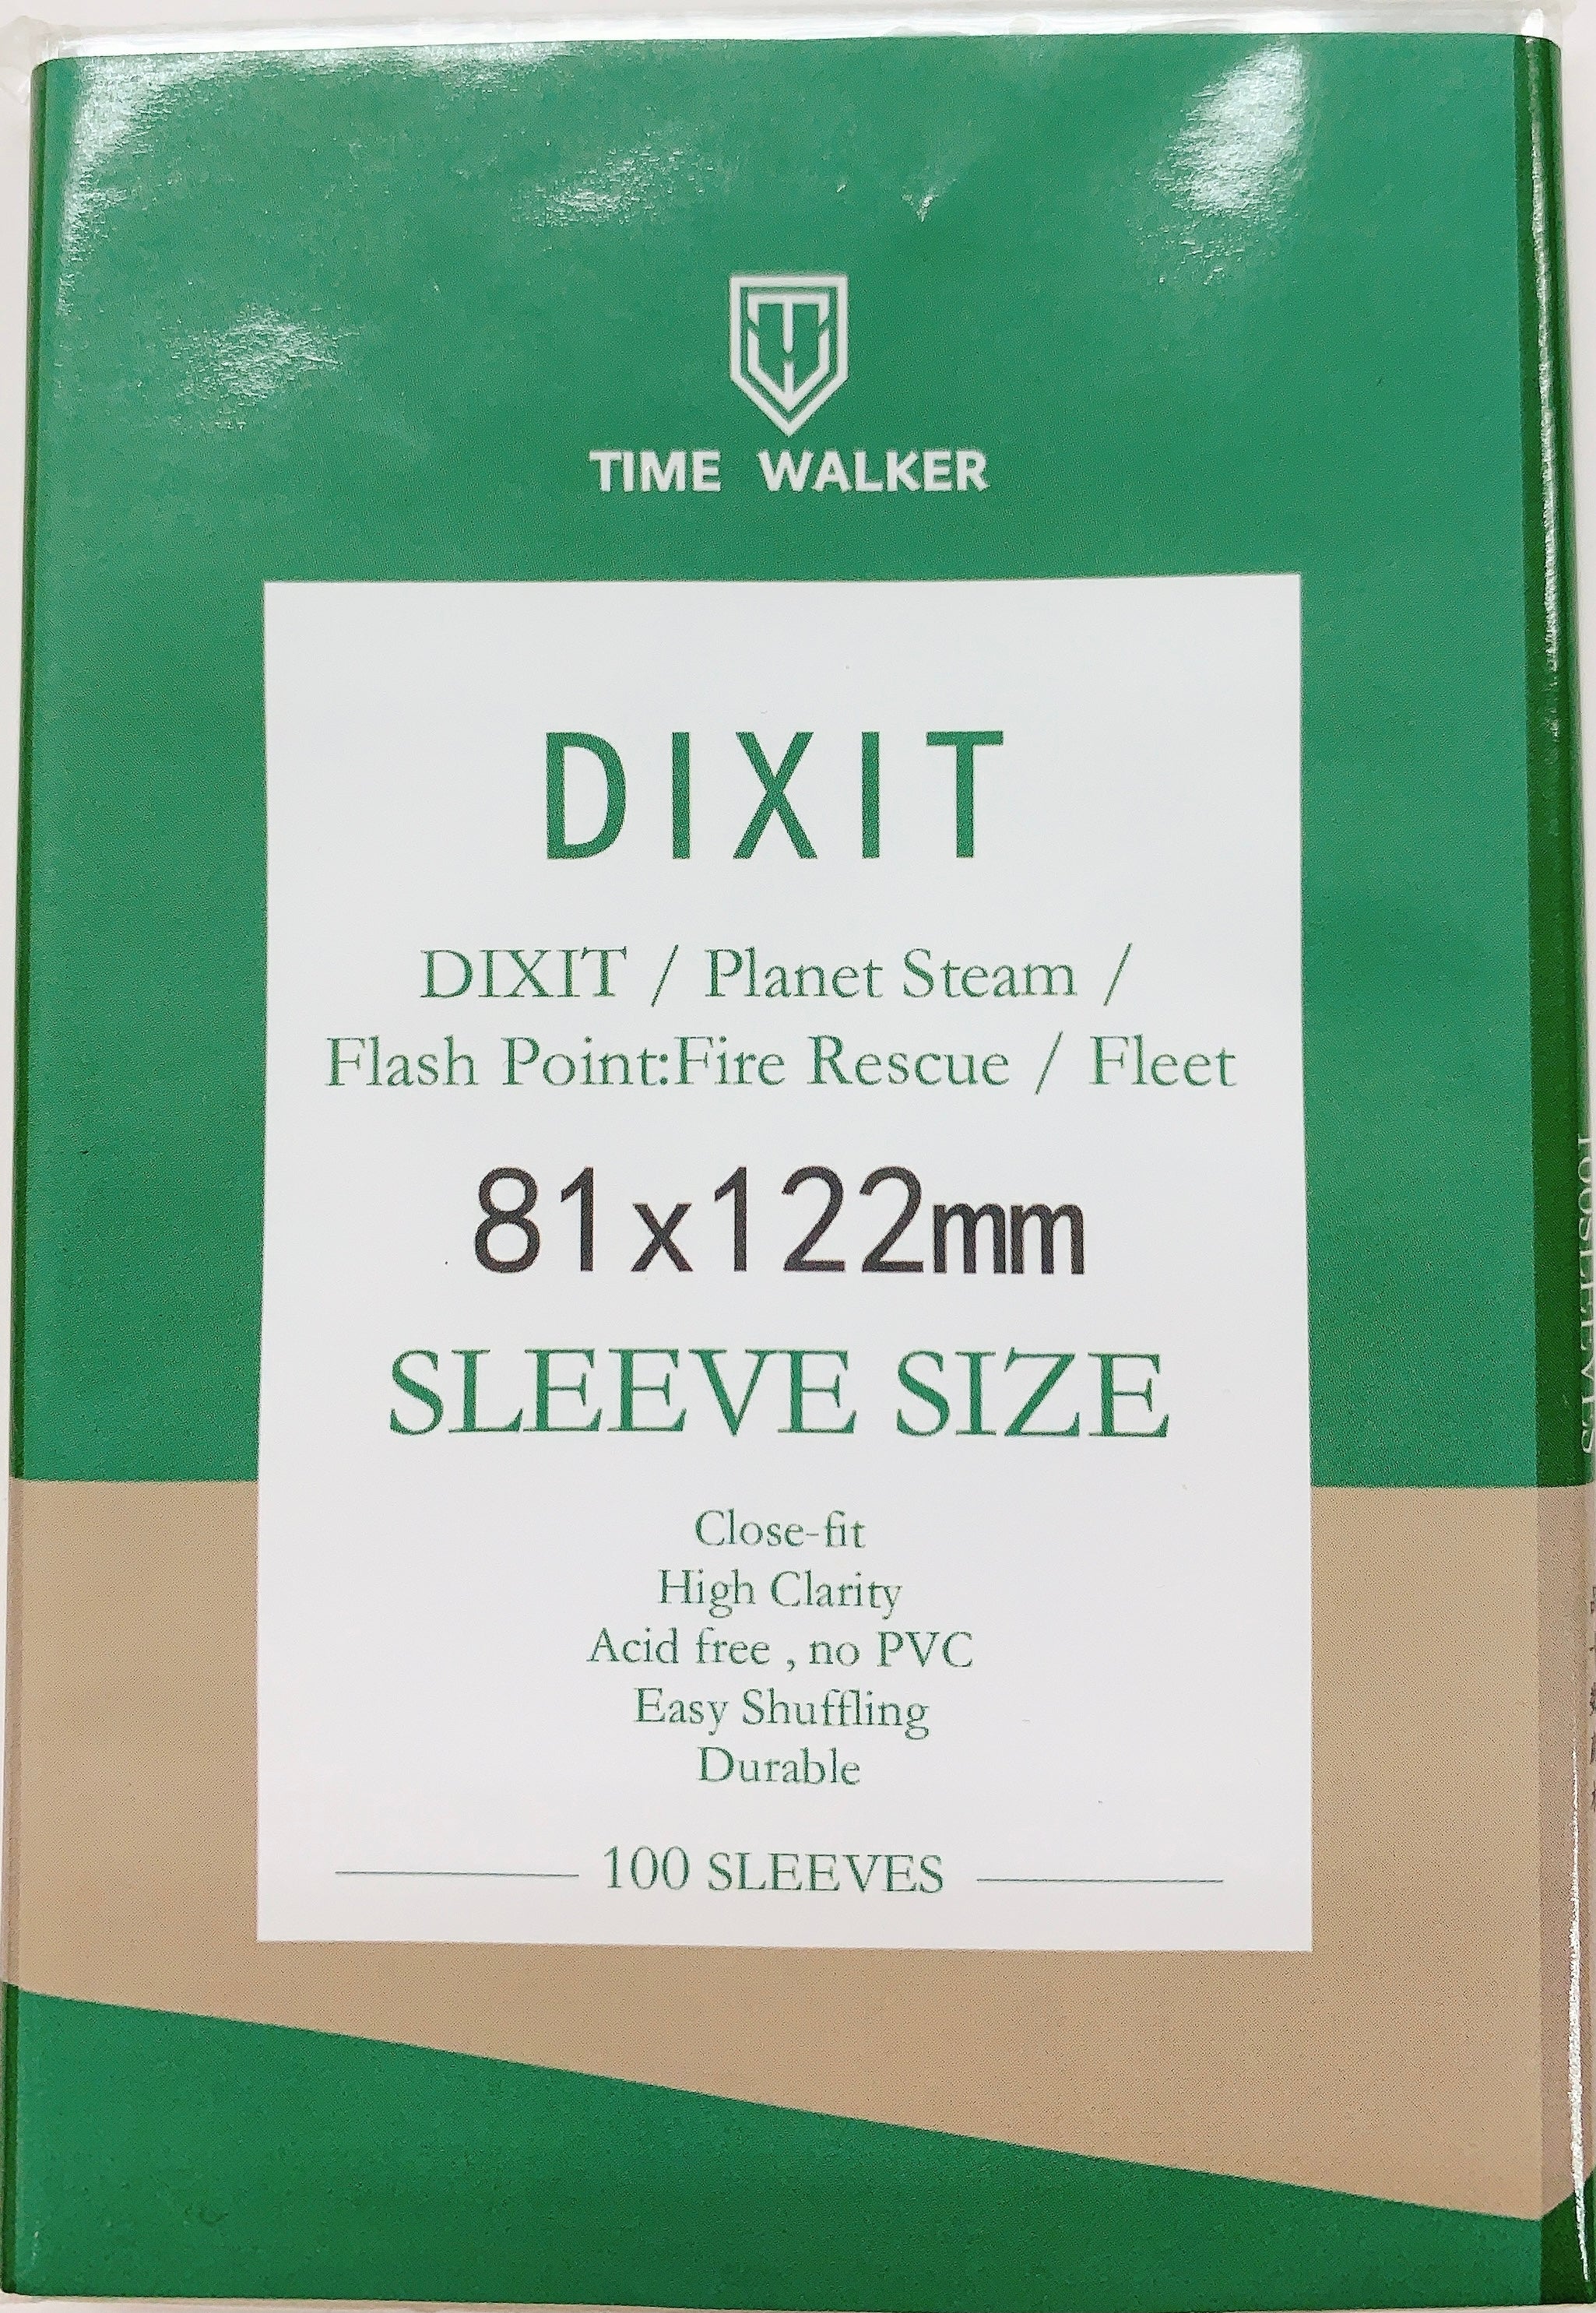 TIME WALKER
DIXIT
DIXIT / Planet Steam /
Flash Point:Fire Rescue / Fleet
81x122mm
SLEEVE SIZE
Close-fit
High Clarity
Acid free , no PVC
Easy Shuffling
Durable
100 SLEEVES